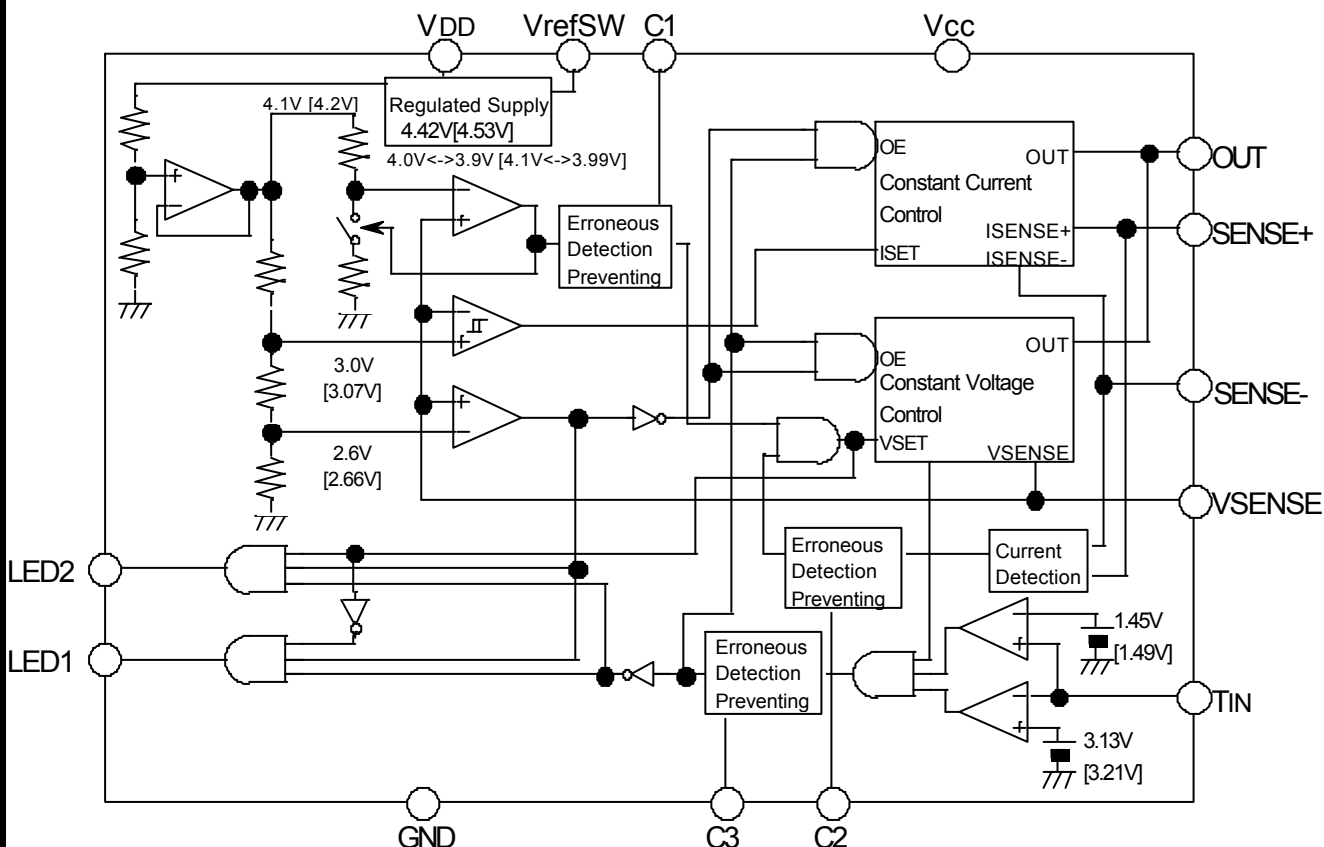 VDD
VrefSW
C1
Vcc
4.1V [4.2V]
Regulated Supply
4.42V[4.53V]
4.0V<->3.9V [4.1V<->3.99V]
OE
OUT
Constant Current
Control
ISENSE+
ISET
ISENSE-
OUT
SENSE+
Erroneous
Detection
Preventing
3.0V
[3.07V]
OE
OUT
Constant Voltage
Control
VSET
VSENSE
SENSE-
2.6V
[2.66V]
VSENSE
LED2
Erroneous
Detection
Preventing
Current
Detection
LED1
Erroneous
Detection
Preventing
1.45V
[1.49V]
TIN
3.13V
[3.21V]
GND
C3
C2